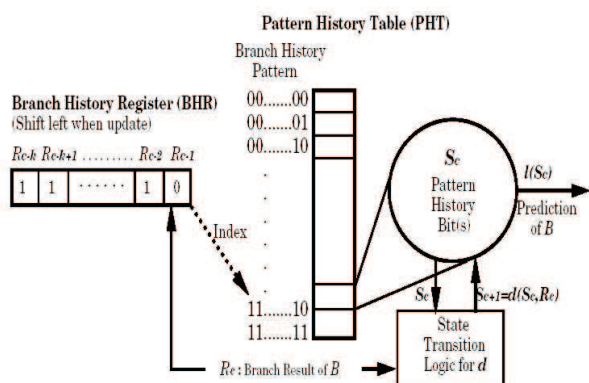 Pattern History Table (PHT)
Branch History
Pattern
Branch History Register (BHR)
(Shift left when update)
Rc-k Rc-k+1 ......... Rc-2 Rc-1
1 1 ...... 1 0
00.......00
00.......01
00.......10
Index
11.......10
11.......11
Sc
Pattern
History
Bit(s)
l(Sc)
Prediction
of B
Sc
Sc+1=d(Sc,Rc)
State
Transition
Logic for d
Rc : Branch Result of B